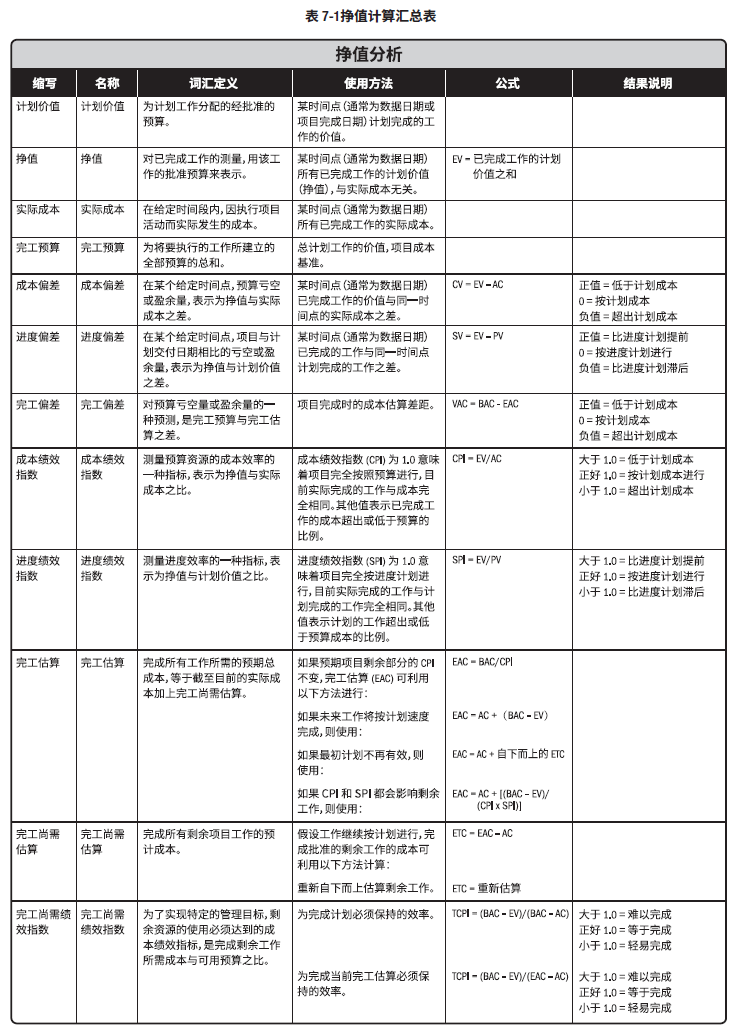 表 7-1挣值计算汇总表
挣值分析
缩写 名称 词汇定义 使用方法 公式 结果说明
计划价值 计划价值 为计划工作分配的经批准的 某时间点(通常为数据日期或
预算。 项目完成日期)计划完成的工
作的价值。
挣值 挣值 对已完成工作的测量,用该工 某时间点(通常为数据日期) EV = 已完成工作的计划
作的批准预算来表示。 所有已完成工作的计划价值 价值之和
(挣值),与实际成本无关。
实际成本 实际成本 在给定时间段内,因执行项目 某时间点(通常为数据日期)
活动而实际发生的成本。 所有已完成工作的实际成本。
完工预算 完工预算 为将要执行的工作所建立的 总计划工作的价值,项目成本
全部预算的总和。 基准。
成本偏差 成本偏差 在某个给定时间点,预算亏空 某时间点(通常为数据日期) CV = EV – AC 正值 = 低于计划成本
或盈余量,表示为挣值与实际 已完成工作的价值与同一时 0 = 按计划成本
成本之差。 间点的实际成本之差。 负值 = 超出计划成本
进度偏差 进度偏差 在某个给定时间点,项目与计 某时间点(通常为数据日期) SV = EV – PV 正值 = 比进度计划提前
划交付日期相比的亏空或盈 已完成的工作与同一时间点 0 = 按进度计划进行
余量,表示为挣值与计划价值 计划完成的工作之差。 负值 = 比进度计划滞后
之差。
完工偏差 完工偏差 对预算亏空量或盈余量的一 项目完成时的成本估算差距。 VAC = BAC - EAC 正值 = 低于计划成本
种预测,是完工预算与完工估 0 = 按计划成本
算之差。 负值 = 超出计划成本
成本绩效 成本绩效 测量预算资源的成本效率的 成本绩效指数 (CPI) 为 1.0 意味 CPI = EV/AC 大于 1.0 = 低于计划成本
指数 指数 一种指标,表示为挣值与实际 着项目完全按照预算进行,目 正好 1.0 = 按计划成本进行
成本之比。 前实际完成的工作与成本完 小于 1.0 = 超出计划成本
全相同。其他值表示已完成工
作的成本超出或低于预算的
比例。
进度绩效 进度绩效 测量进度效率的一种指标,表 进度绩效指数 (SPI) 为 1.0 意 SPI = EV/PV 大于 1.0 = 比进度计划提前
指数 指数 示为挣值与计划价值之比。 味着项目完全按进度计划进 正好 1.0 = 按进度计划进行
行,目前实际完成的工作与计 小于 1.0 = 比进度计划滞后
划完成的工作完全相同。其他
值表示计划的工作超出或低
于预算成本的比例。
完工估算 完工估算 完成所有工作所需的预期总 如果预期项目剩余部分的 CPI EAC = BAC/CPI
成本,等于截至目前的实际成 不变,完工估算 (EAC) 可利用
本加上完工尚需估算。 以下方法进行:
如果未来工作将按计划速度 EAC = AC + (BAC – EV)
完成,则使用:
如果最初计划不再有效,则 EAC = AC + 自下而上的 ETC
使用:
如果 CPI 和 SPI 都会影响剩余 EAC = AC + [(BAC – EV)/
工作,则使用: (CPI x SPI)]
完工尚需 完工尚需 完成所有剩余项目工作的预 假设工作继续按计划进行,完 ETC = EAC – AC
估算 估算 计成本。 成批准的剩余工作的成本可
利用以下方法计算:
重新自下而上估算剩余工作。 ETC = 重新估算
完工尚需绩 完工尚需 为了实现特定的管理目标,剩 为完成计划必须保持的效率。 TCPI = (BAC – EV)/(BAC – AC) 大于 1.0 = 难以完成
效指数 绩效指数 余资源的使用必须达到的成 正好 1.0 = 等于完成
本绩效指标,是完成剩余工作 小于 1.0 = 轻易完成
所需成本与可用预算之比。
为完成当前完工估算必须保 TCPI = (BAC – EV)/(EAC – AC) 大于 1.0 = 难以完成
持的效率。 正好 1.0 = 等于完成
小于 1.0 = 轻易完成